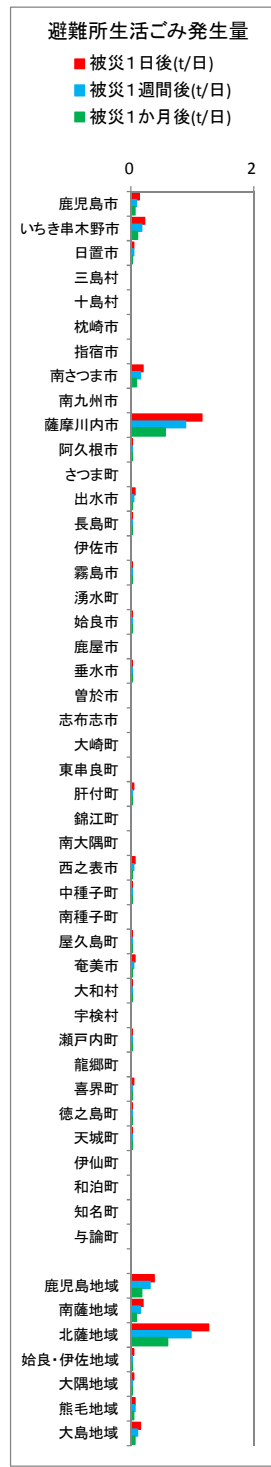 避難所生活ごみ発生量
被災１日後(t/日)
被災１週間後(t/日)
被災１か月後(t/日)
0 2
鹿児島市
いちき串木野市
日置市
三島村
十島村
枕崎市
指宿市
南さつま市
南九州市
薩摩川内市
阿久根市
さつま町
出水市
長島町
伊佐市
霧島市
湧水町
姶良市
鹿屋市
垂水市
曽於市
志布志市
大崎町
東串良町
肝付町
錦江町
南大隅町
西之表市
中種子町
南種子町
屋久島町
奄美市
大和村
宇検村
瀬戸内町
龍郷町
喜界町
徳之島町
天城町
伊仙町
和泊町
知名町
与論町
鹿児島地域
南薩地域
北薩地域
姶良・伊佐地域
大隅地域
熊毛地域
大島地域